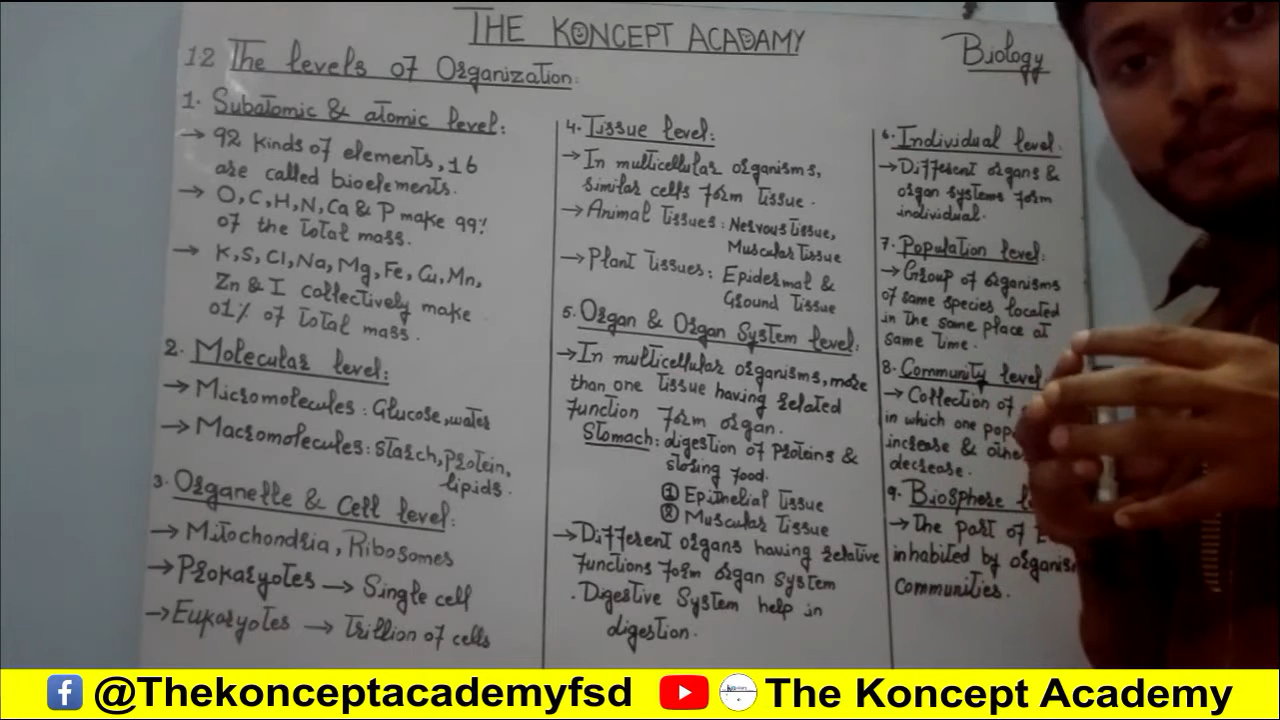 THE KONCEPT ACADAMY
Biology
12 The levels of Organization:
1. Subatomic & atomic level:
→ 92 kinds of elements, 16
are called bioelements.
→ O, C, H, N, Ca & P make 99%
of the total mass.
→ K, S, Cl, Na, Mg, Fe, Cu, Mn,
Zn & I collectively make
01% of total mass.
2. Molecular level:
→ Micromolecules: Glucose, water
→ Macromolecules: starch, protein,
lipids.
3. Organelle & Cell level:
→ Mitochondria, Ribosomes
→ Prokaryotes → Single cell
→ Eukaryotes → Trillion of cells
4. Tissue level:
→ In multicellular organisms,
similar cells form tissue.
→ Animal Tissues: Nervous tissue,
Muscular tissue
→ Plant Tissues: Epidermal &
Ground tissue
5. Organ & Organ System level:
→ In multicellular organisms, more
than one tissue having related
function form organ.
Stomach: digestion of Proteins &
storing food.
① Epithelial tissue
② Muscular tissue
→ Different organs having relative
functions form organ system
. Digestive System help in
digestion.
6. Individual level.
→ Different organs &
organ systems form
individual.
7. Population level:
→ Group of organisms
of same species located
in the same place at
same time.
8. Community level
→ Collection of
in which one
increase &
decrease.
9. Biosphere
→ The part of
inhabited by
communities.
@Thekonceptacademyfsd
The Koncept Academy